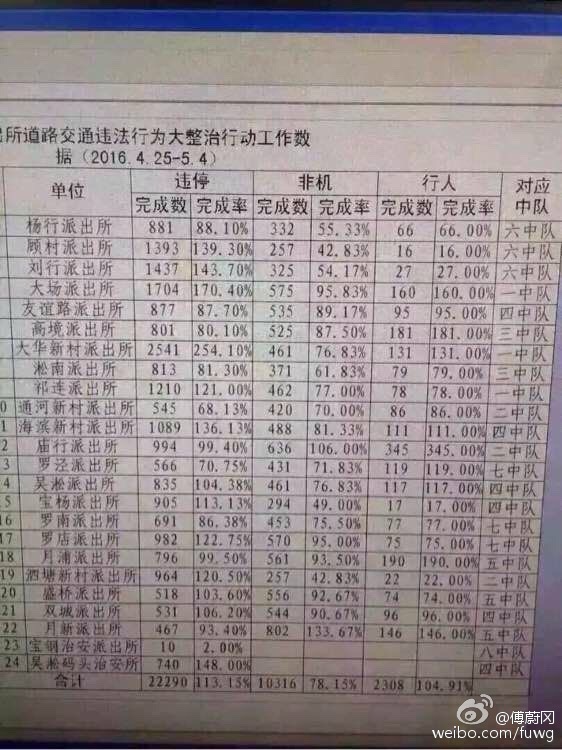 出所道路交通违法行为大整治行动工作数
据（2016.4.25-5.4）
单位 违停 非机 行人 对应中队
完成数 完成率 完成数 完成率 完成数 完成率
杨行派出所 881 88.10% 332 55.33% 66 66.00% 六中队
顾村派出所 1393 139.30% 257 42.83% 16 16.00% 六中队
刘行派出所 1437 143.70% 325 54.17% 27 27.00% 六中队
大场派出所 1704 170.40% 575 95.83% 160 160.00% 一中队
友谊路派出所 877 87.70% 535 89.17% 95 95.00% 四中队
高境派出所 801 80.10% 525 87.50% 181 181.00% 三中队
大华新村派出所 2541 254.10% 461 76.83% 131 131.00% 一中队
淞南派出所 813 81.30% 371 61.83% 79 79.00% 三中队
祁连派出所 1210 121.00% 462 77.00% 78 78.00% 一中队
0 通河新村派出所 545 68.13% 420 70.00% 86 86.00% 二中队
1 海滨新村派出所 1089 136.13% 488 81.33% 111 111.00% 四中队
2 庙行派出所 994 99.40% 636 106.00% 345 345.00% 二中队
3 罗泾派出所 566 70.75% 431 71.83% 119 119.00% 七中队
4 吴淞派出所 835 104.38% 461 76.83% 117 117.00% 四中队
15 宝杨派出所 905 113.13% 294 49.00% 17 17.00% 四中队
16 罗南派出所 691 86.38% 453 75.50% 77 77.00% 七中队
17 罗店派出所 982 122.75% 570 95.00% 75 75.00% 七中队
18 月浦派出所 796 99.50% 561 93.50% 190 190.00% 五中队
19 泗塘新村派出所 964 120.50% 257 42.83% 22 22.00% 二中队
20 盛桥派出所 518 103.60% 556 92.67% 74 74.00% 五中队
21 双城派出所 531 106.20% 544 90.67% 96 96.00% 四中队
22 月新派出所 467 93.40% 802 133.67% 146 146.00% 五中队
23 宝钢治安派出所 10 2.00% 八中队
24 吴淞码头治安所 740 148.00% 四中队
合计 22290 113.15% 10316 78.15% 2308 104.91%
@傅蔚冈
weibo.com/fuwg